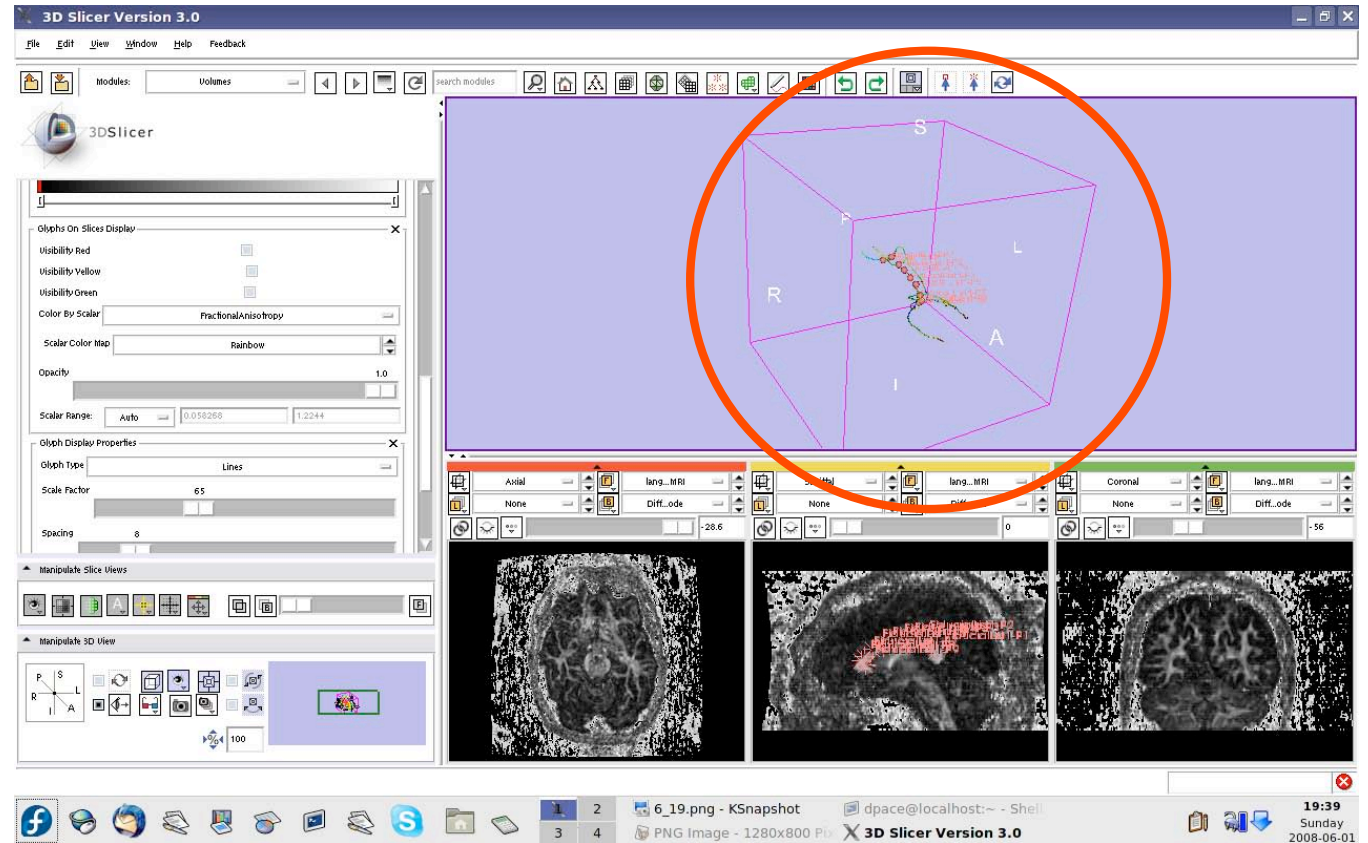 3D Slicer Version 3.0
File Edit View Window Help Feedback
Modules: Volumes search modules
3DSlicer
Glyphs On Slices Display
Visibility Red
Visibility Yellow
Visibility Green
Color By Scalar FractionalAnisotropy
Scalar Color Map Rainbow
Opacity 1.0
Scalar Range: Auto 0.058268 1.2244
Glyph Display Properties
Glyph Type Lines
Scale Factor 65
Spacing 8
Manipulate Slice Views
Manipulate 3D View
P S
R L
I A
100
S
P
L
R
A
I
Axial lang...MRI
None Diff...ode
-28.6
lang...MRI
None
0
Coronal lang...MRI
None Diff...ode
-56
1 2 6_19.png - KSnapshot dpace@localhost:~ - Shell
3 4 PNG Image - 1280x800 Pi 3D Slicer Version 3.0
19:39
Sunday
2008-06-01